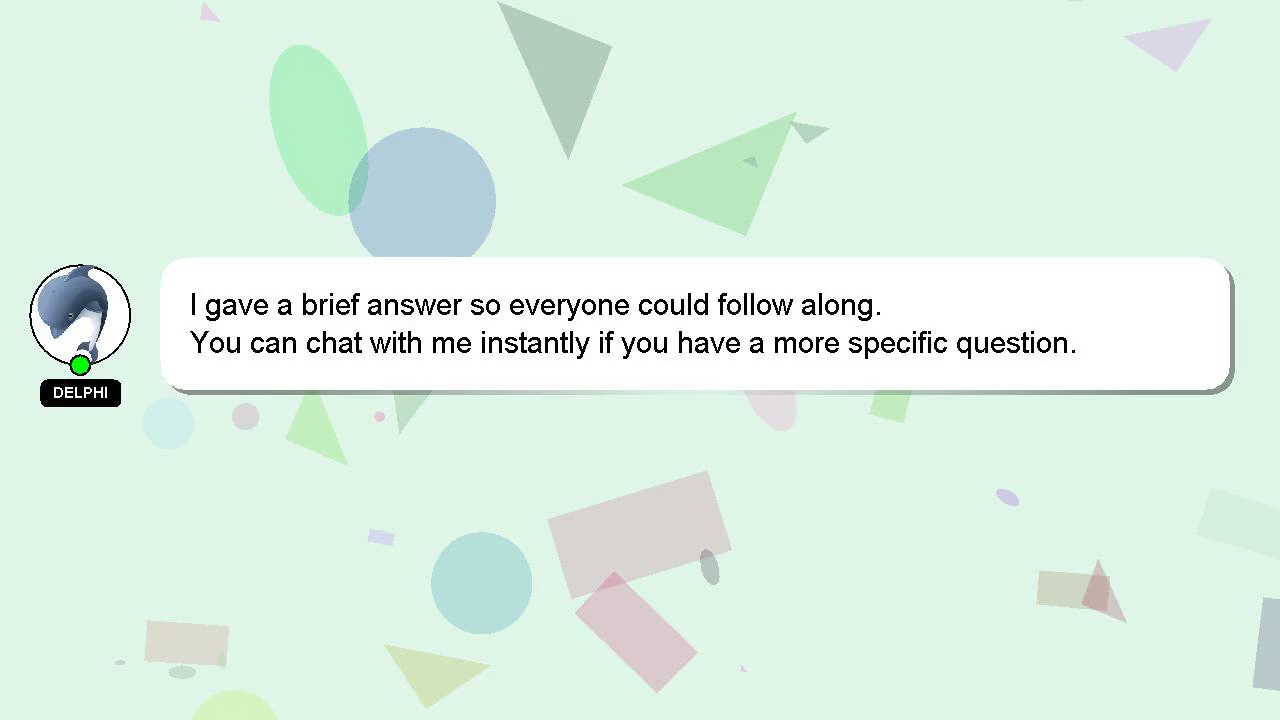 I gave a brief answer so everyone could follow along.
You can chat with me instantly if you have a more specific question.
DELPHI